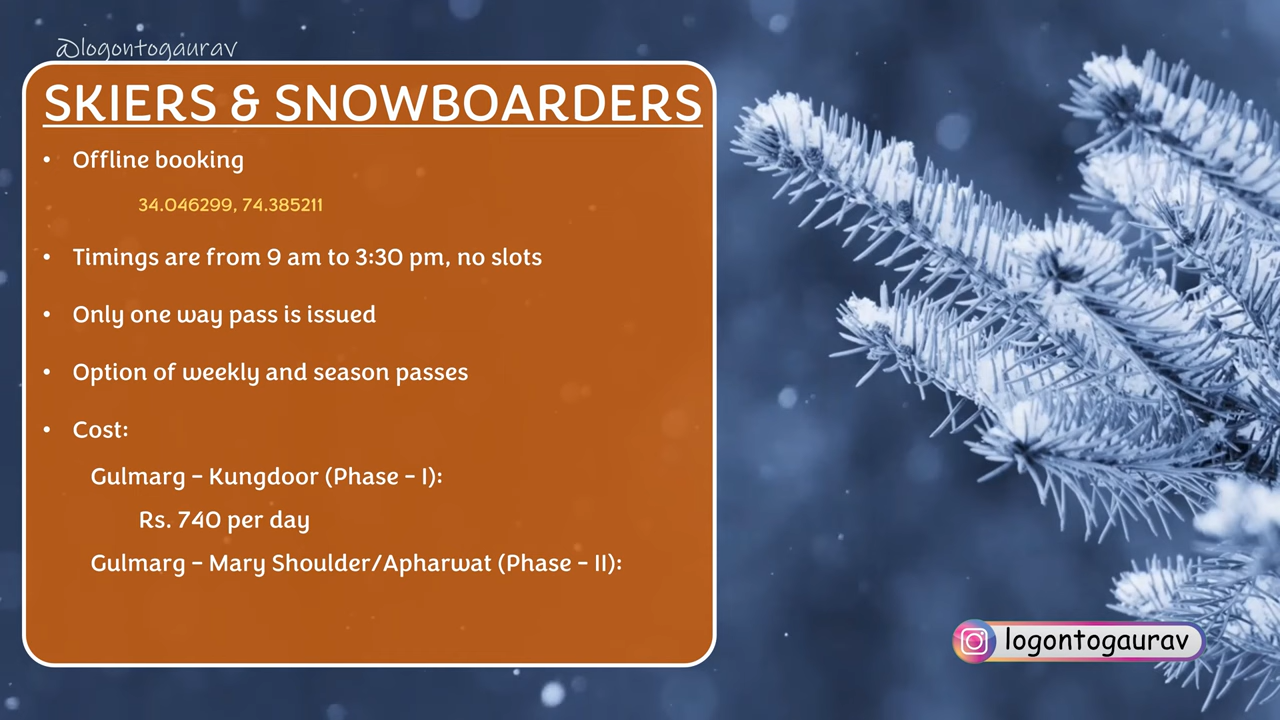 @logontogaurav
SKIERS & SNOWBOARDERS
• Offline booking
34.046299, 74.385211
• Timings are from 9 am to 3:30 pm, no slots
• Only one way pass is issued
• Option of weekly and season passes
• Cost:
Gulmarg – Kungdoor (Phase – I):
Rs. 740 per day
Gulmarg – Mary Shoulder/Apharwat (Phase – II):
logontogaurav